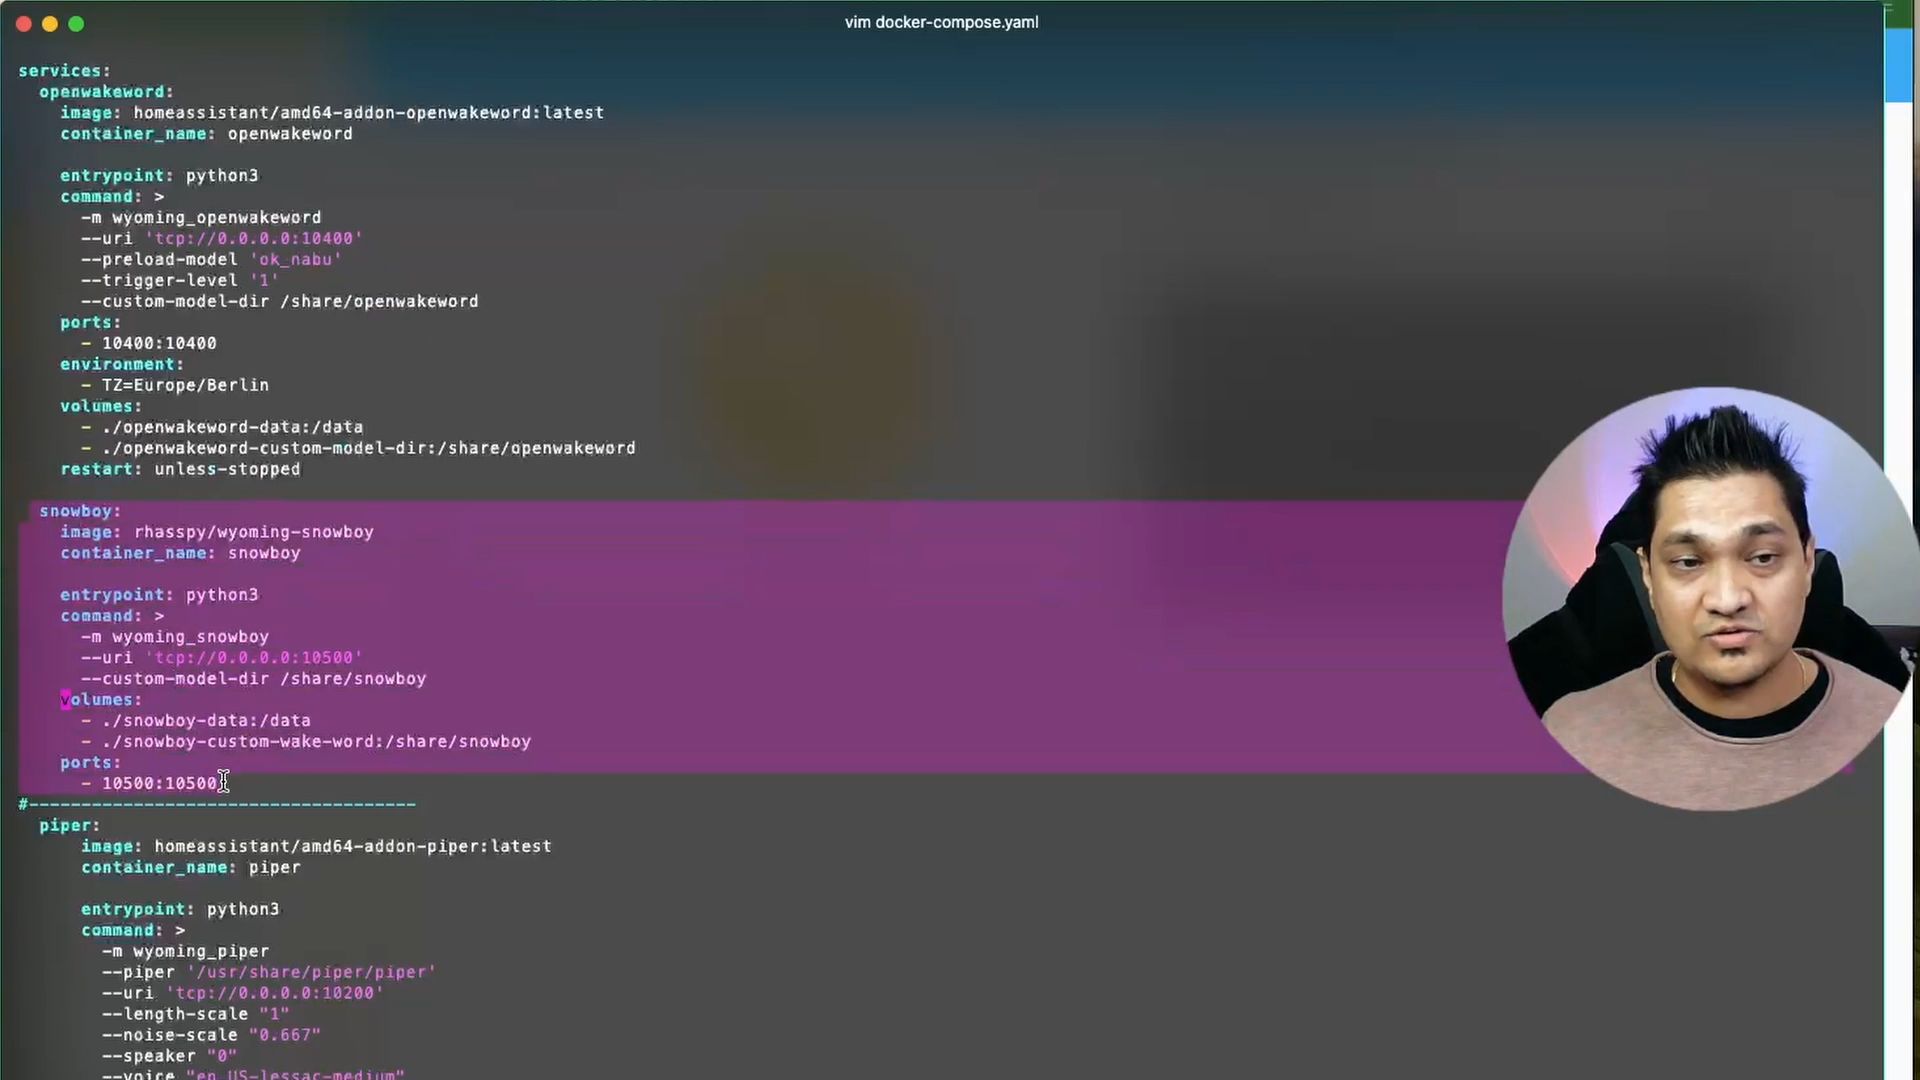 vim docker-compose.yaml
services:
openwakeword:
image: homeassistant/amd64-addon-openwakeword:latest
container_name: openwakeword
entrypoint: python3
command: >
-m wyoming_openwakeword
--uri 'tcp://0.0.0.0:10400'
--preload-model 'ok_nabu'
--trigger-level '1'
--custom-model-dir /share/openwakeword
ports:
- 10400:10400
environment:
- TZ=Europe/Berlin
volumes:
- ./openwakeword-data:/data
- ./openwakeword-custom-model-dir:/share/openwakeword
restart: unless-stopped
snowboy:
image: rhasspy/wyoming-snowboy
container_name: snowboy
entrypoint: python3
command: >
-m wyoming_snowboy
--uri 'tcp://0.0.0.0:10500'
--custom-model-dir /share/snowboy
volumes:
- ./snowboy-data:/data
- ./snowboy-custom-wake-word:/share/snowboy
ports:
- 10500:10500
#-------------------------------------
piper:
image: homeassistant/amd64-addon-piper:latest
container_name: piper
entrypoint: python3
command: >
-m wyoming_piper
--piper '/usr/share/piper/piper'
--uri 'tcp://0.0.0.0:10200'
--length-scale "1"
--noise-scale "0.667"
--speaker "0"
--voice "en_US-lessac-medium"